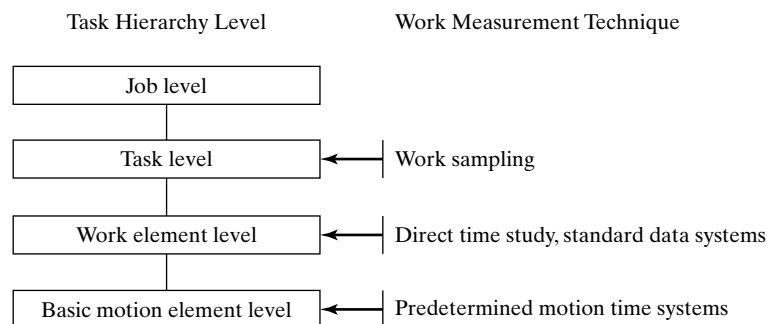 Task Hierarchy Level Work Measurement Technique
Job level
Task level Work sampling
Work element level Direct time study, standard data systems
Basic motion element level Predetermined motion time systems